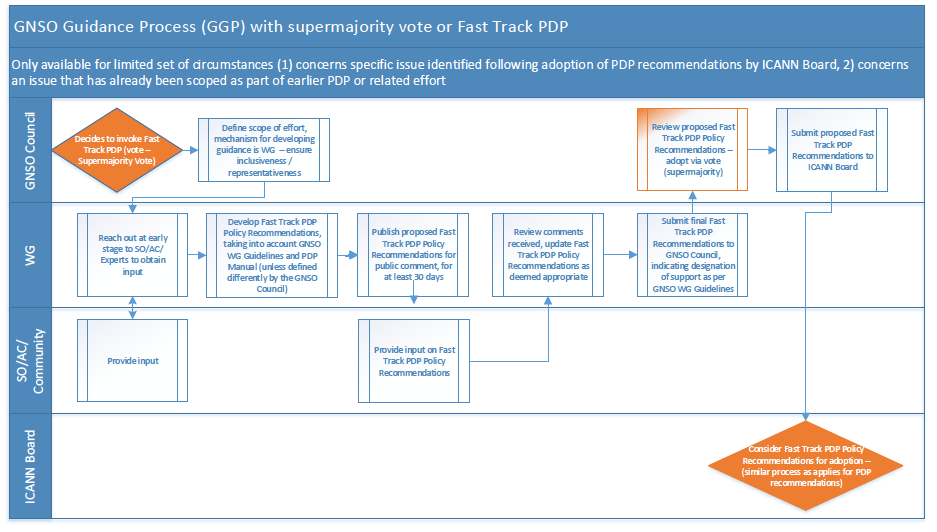 GNSO Guidance Process (GGP) with supermajority vote or Fast Track PDP
Only available for limited set of circumstances (1) concerns specific issue identified following adoption of PDP recommendations by ICANN Board, 2) concerns
an issue that has already been scoped as part of earlier PDP or related effort
GNSO Council
Decides to invoke Fast
Track PDP (vote –
Supermajority Vote)
Define scope of effort,
mechanism for developing
guidance is WG – ensure
inclusiveness /
representativeness
Review proposed Fast
Track PDP Policy
Recommendations –
adopt via vote
(supermajority)
Submit proposed Fast
Track PDP
Recommendations to
ICANN Board
WG
Reach out at early
stage to SO/AC/
Experts to obtain
input
Develop Fast Track PDP
Policy Recommendations,
taking into account GNSO
WG Guidelines and PDP
Manual (unless defined
differently by the GNSO
Council)
Publish proposed Fast
Track PDP Policy
Recommendations for
public comment, for
at least 30 days
Review comments
received, update Fast
Track PDP Policy
Recommendations as
deemed appropriate
Submit final Fast
Track PDP
Recommendations to
GNSO Council,
indicating designation
of support as per
GNSO WG Guidelines
SO/AC/
Community
Provide input
Provide input on Fast
Track PDP Policy
Recommendations
ICANN Board
Consider Fast Track PDP Policy
Recommendations for adoption –
(similar process as applies for PDP
recommendations)